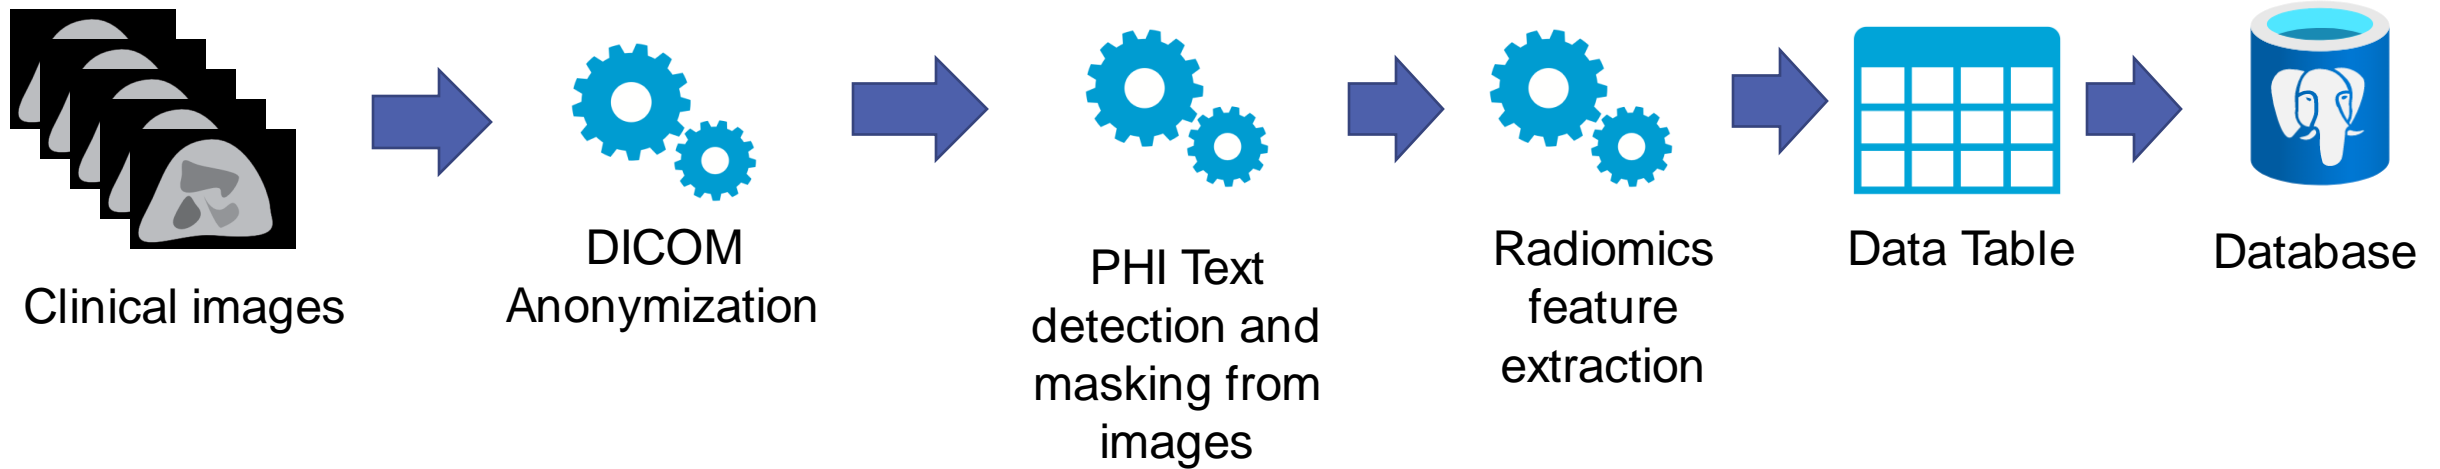 Clinical images
DICOM
Anonymization
PHI Text
detection and
masking from
images
Radiomics
feature
extraction
Data Table
Database